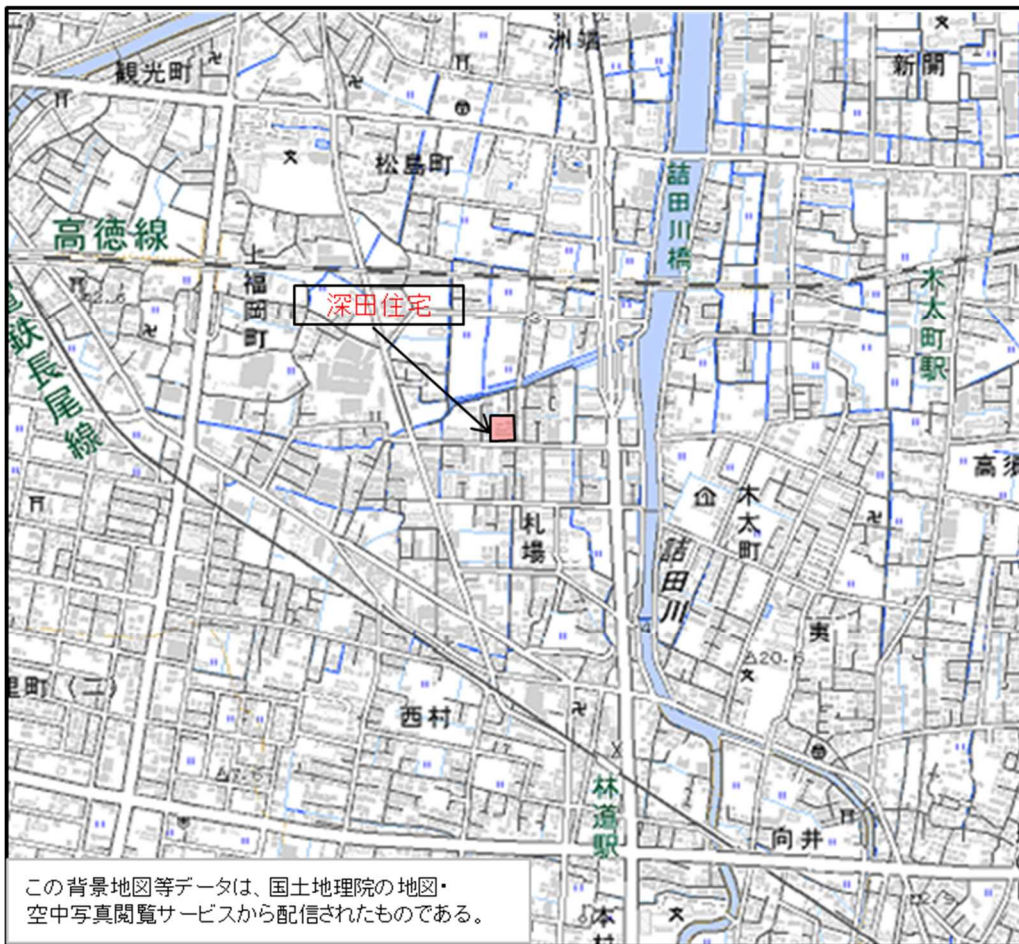 洲端
新開
観光町
松島町
詰田川橋
高徳線
上福岡町
木太町駅
深田住宅
電鉄長尾線
高須
木太町
札場
詰田川
夷
西村
林道駅
向井
この背景地図等データは、国土地理院の地図・
空中写真閲覧サービスから配信されたものである。